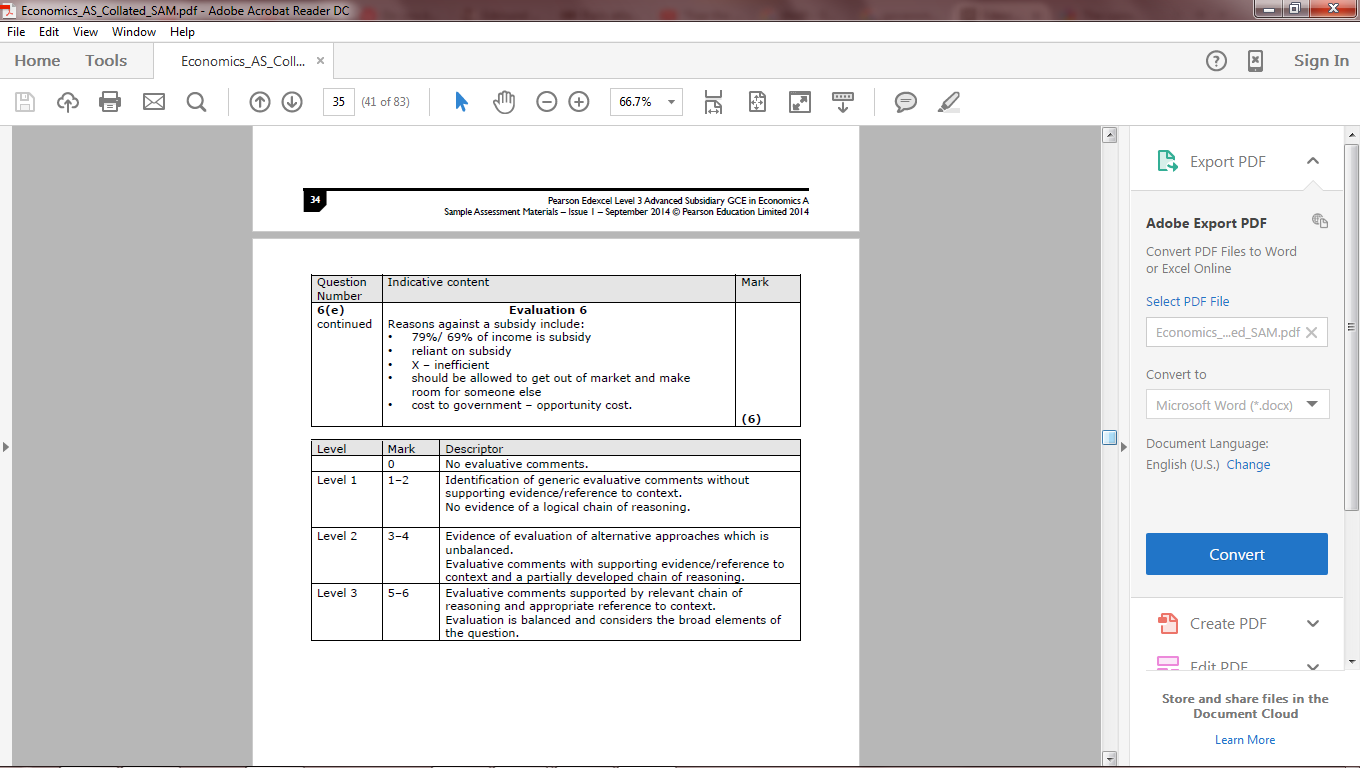 Economics_AS_Collated_SAM.pdf - Adobe Acrobat Reader DC
File Edit View Window Help
Home Tools Economics_AS_Coll... × ? Sign In
35 (41 of 83) 66.7%
34
Pearson Edexcel Level 3 Advanced Subsidiary GCE in Economics A
Sample Assessment Materials – Issue 1 – September 2014 © Pearson Education Limited 2014
Question Number
Indicative content
Mark
6(e) continued
Evaluation 6
Reasons against a subsidy include:
• 79%/ 69% of income is subsidy
• reliant on subsidy
• X – inefficient
• should be allowed to get out of market and make
room for someone else
• cost to government – opportunity cost.
(6)
Level Mark Descriptor
0 No evaluative comments.
Level 1 1–2 Identification of generic evaluative comments without
supporting evidence/reference to context.
No evidence of a logical chain of reasoning.
Level 2 3–4 Evidence of evaluation of alternative approaches which is
unbalanced.
Evaluative comments with supporting evidence/reference to
context and a partially developed chain of reasoning.
Level 3 5–6 Evaluative comments supported by relevant chain of
reasoning and appropriate reference to context.
Evaluation is balanced and considers the broad elements of
the question.
Export PDF
Adobe Export PDF
Convert PDF Files to Word
or Excel Online
Select PDF File
Economics_...ed_SAM.pdf ×
Convert to
Microsoft Word (*.docx)
Document Language:
English (U.S.) Change
Convert
Create PDF
Edit PDF
Store and share files in the
Document Cloud
Learn More